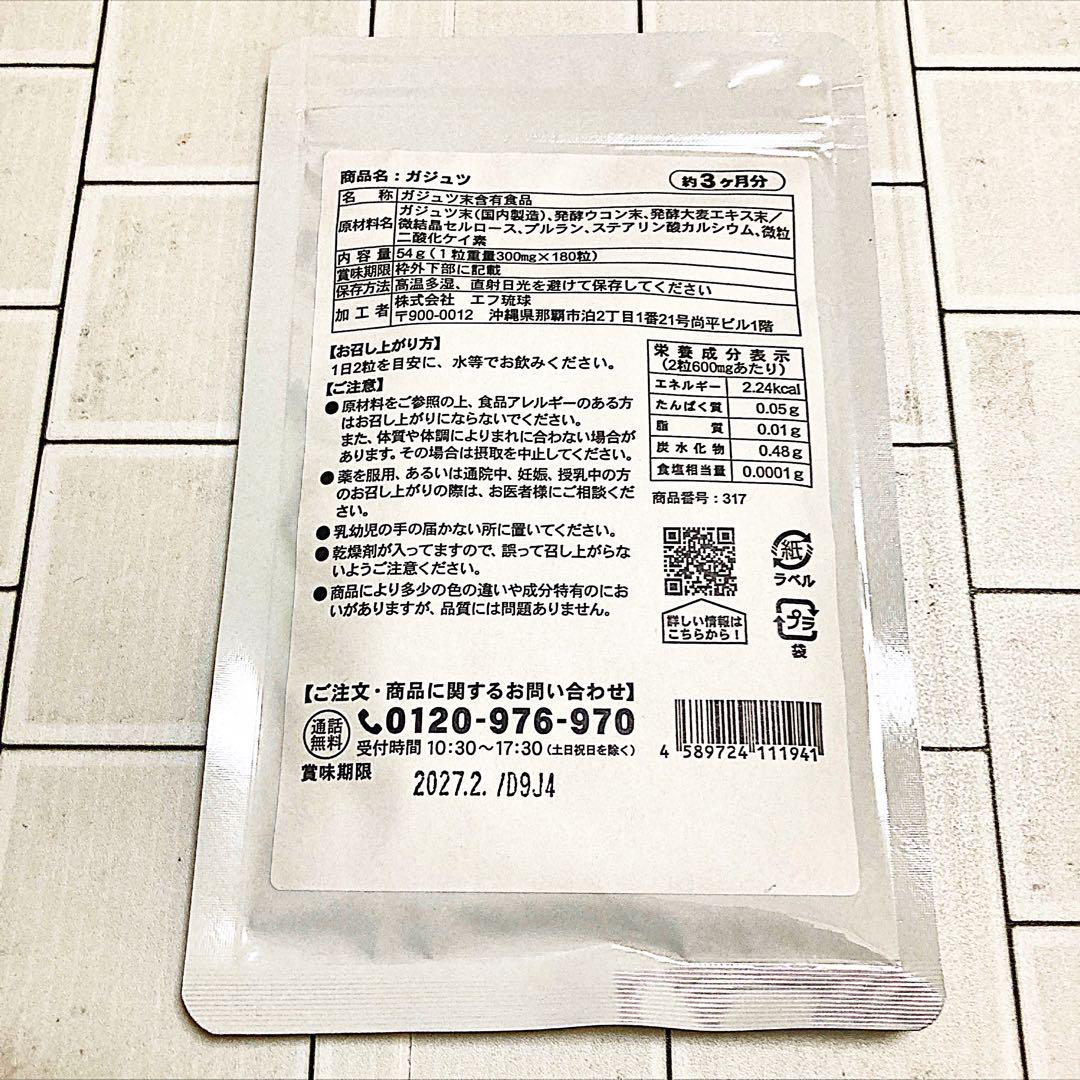 商品名：ガジュツ
約3ヶ月分
名称 ガジュツ末含有食品
原材料名 ガジュツ末（国内製造）、発酵ウコン末、発酵大麦エキス末／
微結晶セルロース、プルラン、ステアリン酸カルシウム、微粒
二酸化ケイ素
内容量 54g（1粒重量300mg×180粒）
賞味期限 枠外下部に記載
保存方法 高温多湿、直射日光を避けて保存してください
加工者 株式会社 エフ琉球
〒900-0012 沖縄県那覇市泊2丁目1番21号尚平ビル1階
【お召し上がり方】
1日2粒を目安に、水等でお飲みください。
【ご注意】
●原材料をご参照の上、食品アレルギーのある方
はお召し上がりにならないでください。
また、体質や体調によりまれに合わない場合が
あります。その場合は摂取を中止してください。
●薬を服用、あるいは通院中、妊娠、授乳中の方
のお召し上がりの際は、お医者様にご相談くだ
さい。
●乳幼児の手の届かない所に置いてください。
●乾燥剤が入ってますので、誤って召し上がらな
いようご注意ください。
●商品により多少の色の違いや成分特有のにお
いがありますが、品質には問題ありません。
栄養成分表示
（2粒600mgあたり）
エネルギー 2.24kcal
たんぱく質 0.05g
脂質 0.01g
炭水化物 0.48g
食塩相当量 0.0001g
商品番号：317
詳しい情報は
こちらから！
紙
ラベル
プラ
袋
【ご注文・商品に関するお問い合わせ】
通話
無料
0120-976-970
受付時間 10:30～17:30（土日祝日を除く）
4 589724 111941
賞味期限
2027.2. /D9J4